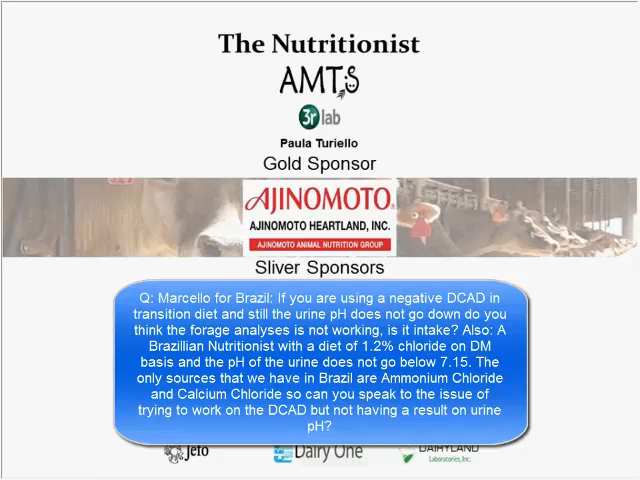 The Nutritionist
AMTS
3r lab
Paula Turiello
Gold Sponsor
AJINOMOTO
AJINOMOTO HEARTLAND, INC.
AJINOMOTO ANIMAL NUTRITION GROUP
Sliver Sponsors
Q: Marcello for Brazil: If you are using a negative DCAD in
transition diet and still the urine pH does not go down do you
think the forage analyses is not working, is it intake? Also: A
Brazillian Nutritionist with a diet of 1.2% chloride on DM
basis and the pH of the urine does not go below 7.15. The
only sources that we have in Brazil are Ammonium Chloride
and Calcium Chloride so can you speak to the issue of
trying to work on the DCAD but not having a result on urine
pH?
Jefo
Dairy One
DAIRYLAND
Laboratories, Inc.